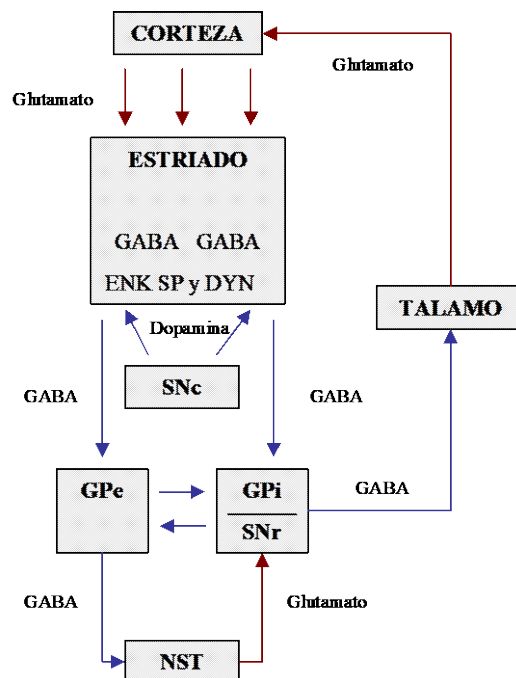 CORTEZA
Glutamato
Glutamato
ESTRIADO
GABA GABA
ENK SP y DYN
TALAMO
Dopamina
SNc
GABA
GABA
GPe
GPi
GABA
SNr
GABA
Glutamato
NST